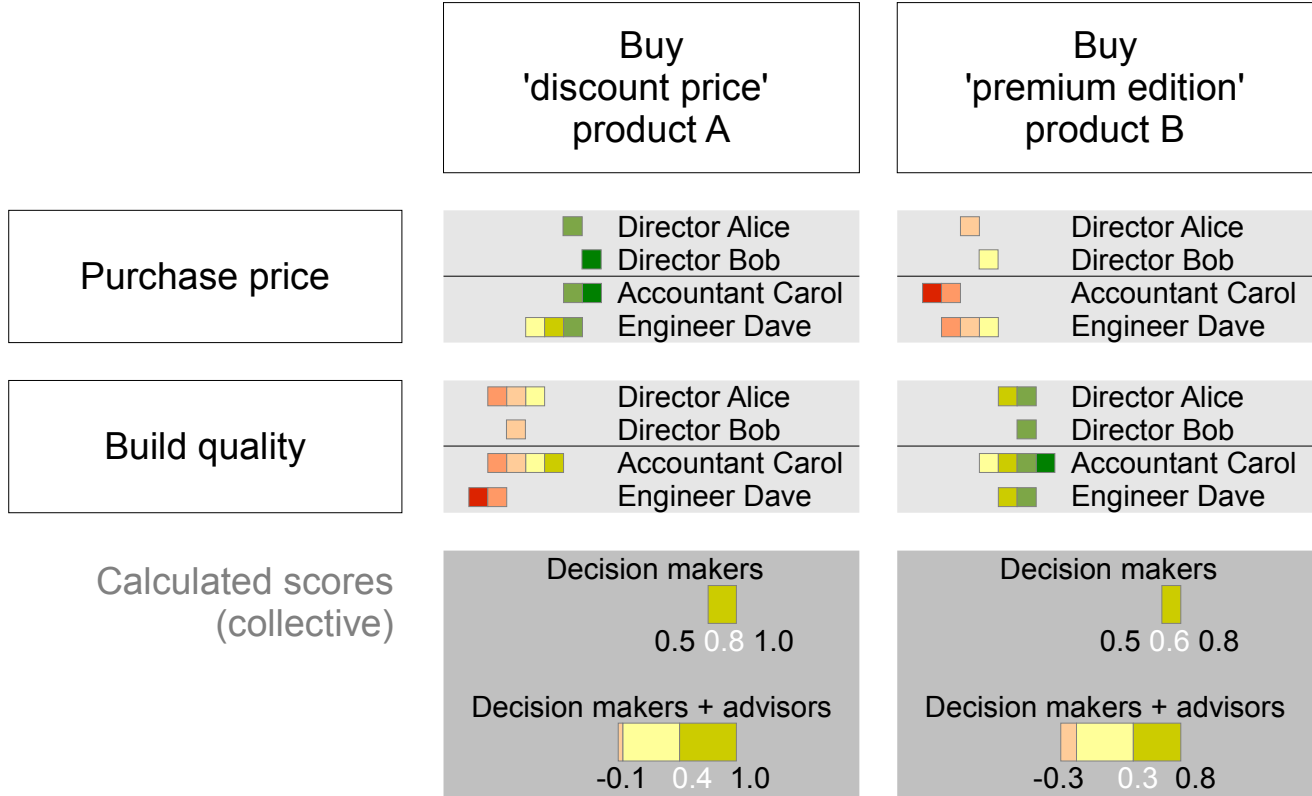 Buy
'discount price'
product A
Buy
'premium edition'
product B
Purchase price
Director Alice
Director Bob
Accountant Carol
Engineer Dave
Director Alice
Director Bob
Accountant Carol
Engineer Dave
Build quality
Director Alice
Director Bob
Accountant Carol
Engineer Dave
Director Alice
Director Bob
Accountant Carol
Engineer Dave
Calculated scores
(collective)
Decision makers
0.5 0.8 1.0
Decision makers + advisors
-0.1 0.4 1.0
Decision makers
0.5 0.6 0.8
Decision makers + advisors
-0.3 0.3 0.8